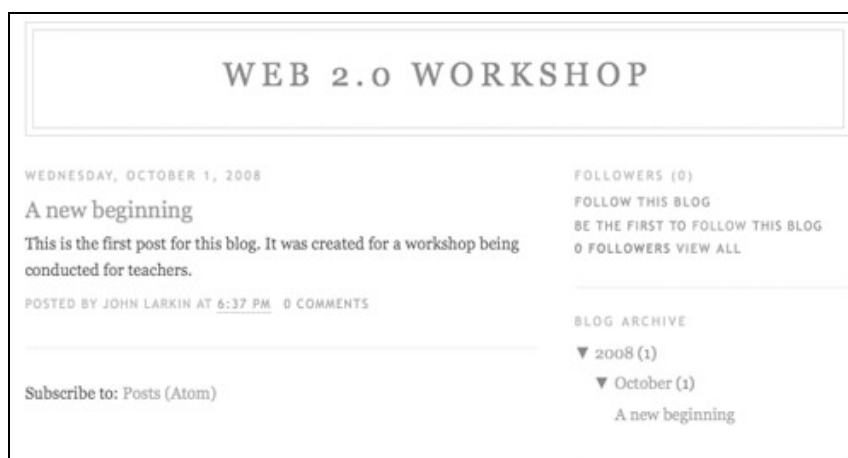 WEB 2.0 WORKSHOP
WEDNESDAY, OCTOBER 1, 2008
A new beginning
This is the first post for this blog. It was created for a workshop being
conducted for teachers.
POSTED BY JOHN LARKIN AT 6:37 PM 0 COMMENTS
Subscribe to: Posts (Atom)
FOLLOWERS (0)
FOLLOW THIS BLOG
BE THE FIRST TO FOLLOW THIS BLOG
0 FOLLOWERS VIEW ALL
BLOG ARCHIVE
▼ 2008 (1)
▼ October (1)
A new beginning